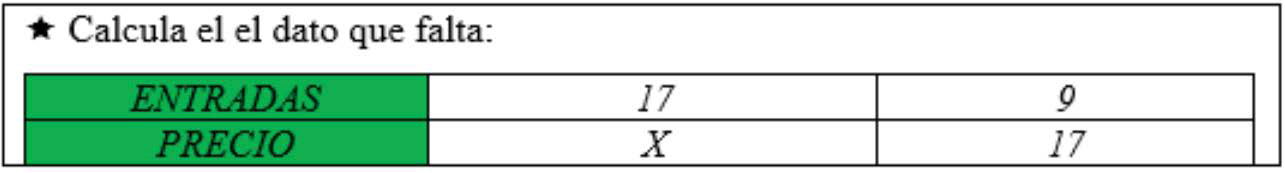 ★ Calcula el el dato que falta:
ENTRADAS 17 9
PRECIO X 17